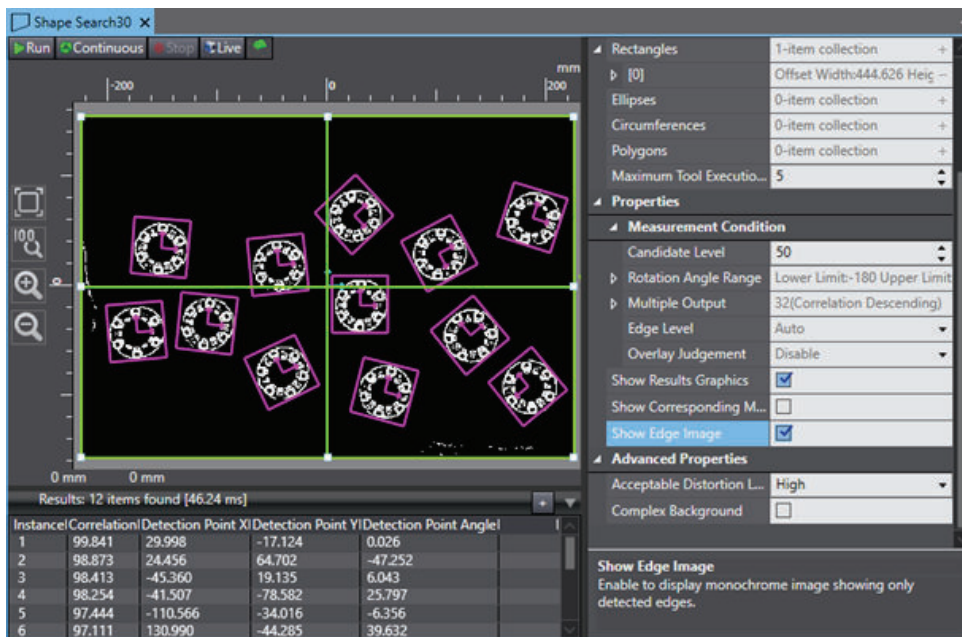 Shape Search30 ×
Run Continuous Stop Live
mm
-200 0 200
100
0
0 mm 0 mm
Results: 12 items found [46.24 ms]
Instance Correlation Detection Point X Detection Point Y Detection Point Angle
1 99.841 29.998 -17.124 0.026
2 98.873 24.456 64.702 -47.252
3 98.413 -45.360 19.135 6.043
4 98.254 -41.507 -78.582 25.797
5 97.444 -110.566 -34.016 -6.356
6 97.111 130.990 -44.285 39.632
Rectangles 1-item collection +
[0] Offset Width:444.626 Heig −
Ellipses 0-item collection +
Circumferences 0-item collection +
Polygons 0-item collection +
Maximum Tool Executio... 5
Properties
Measurement Condition
Candidate Level 50
Rotation Angle Range Lower Limit:-180 Upper Limit
Multiple Output 32(Correlation Descending)
Edge Level Auto
Overlay Judgement Disable
Show Results Graphics
Show Corresponding M...
Show Edge Image
Advanced Properties
Acceptable Distortion L... High
Complex Background
Show Edge Image
Enable to display monochrome image showing only
detected edges.